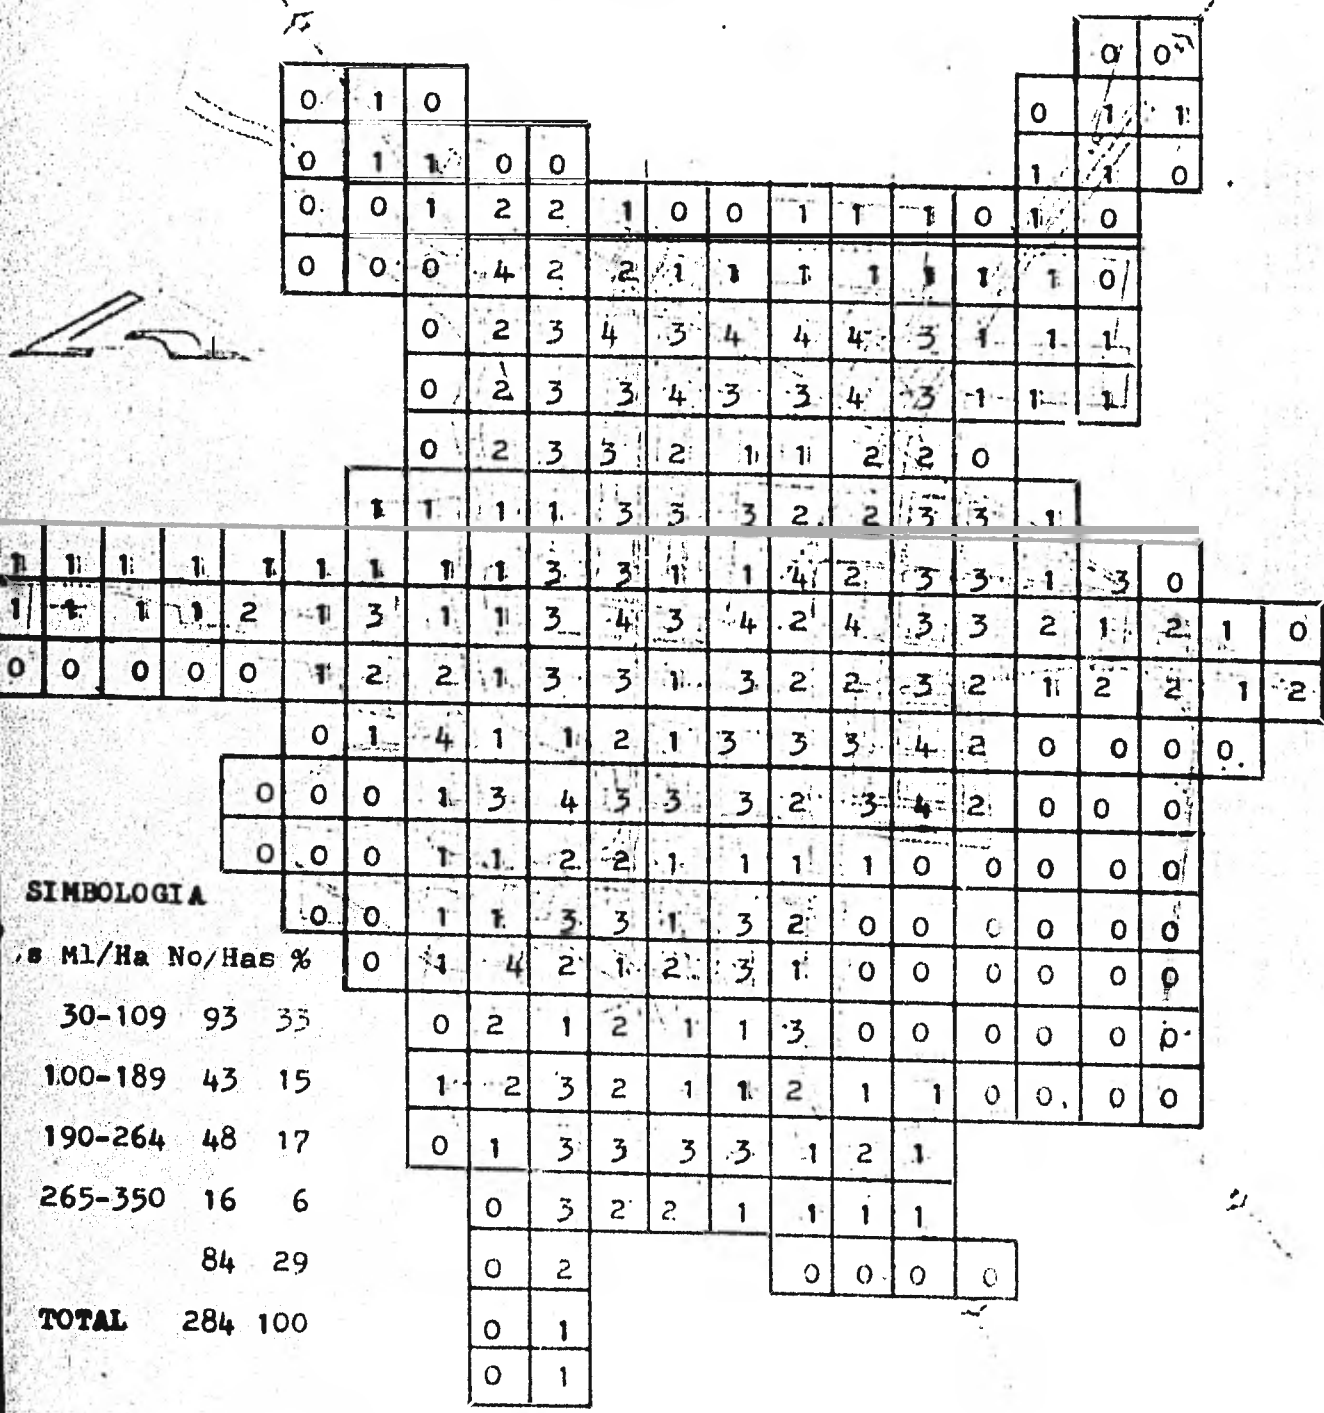 0 0
0 1 0 0 1 1
0 1 1 0 0 1 1 0
0 0 1 2 2 1 0 0 1 1 1 0 1 0
0 0 0 4 2 2 1 1 1 1 1 1 1 0
0 2 3 4 3 4 4 4 3 1 1 1
0 2 3 3 4 3 3 4 3 1 1 1
0 2 3 3 2 1 1 2 2 0
1 1 1 1 3 3 3 2 2 3 3 1
1 1 1 1 1 1 1 1 1 3 3 1 1 4 2 3 3 1 3 0
1 1 1 1 2 1 3 1 1 3 4 3 4 2 4 3 3 2 1 2 1 0
0 0 0 0 0 1 2 2 1 3 3 1 3 2 2 3 2 1 2 2 1 2
0 1 4 1 1 2 1 3 3 3 4 2 0 0 0 0
0 0 0 1 3 4 3 3 3 2 3 4 2 0 0 0
0 0 0 1 1 2 2 1 1 1 1 0 0 0 0 0
0 0 1 1 3 3 1 3 2 0 0 0 0 0 0
0 1 4 2 1 2 3 1 0 0 0 0 0 0
0 2 1 2 1 1 3 0 0 0 0 0 0
1 2 3 2 1 1 2 1 1 0 0 0 0
0 1 3 3 3 3 1 2 1
0 3 2 2 1 1 1 1
0 2 0 0 0 0
0 1
0 1
SIMBOLOGIA
s Ml/Ha No/Has %
30-109 93 33
100-189 43 15
190-264 48 17
265-350 16 6
84 29
TOTAL 284 100